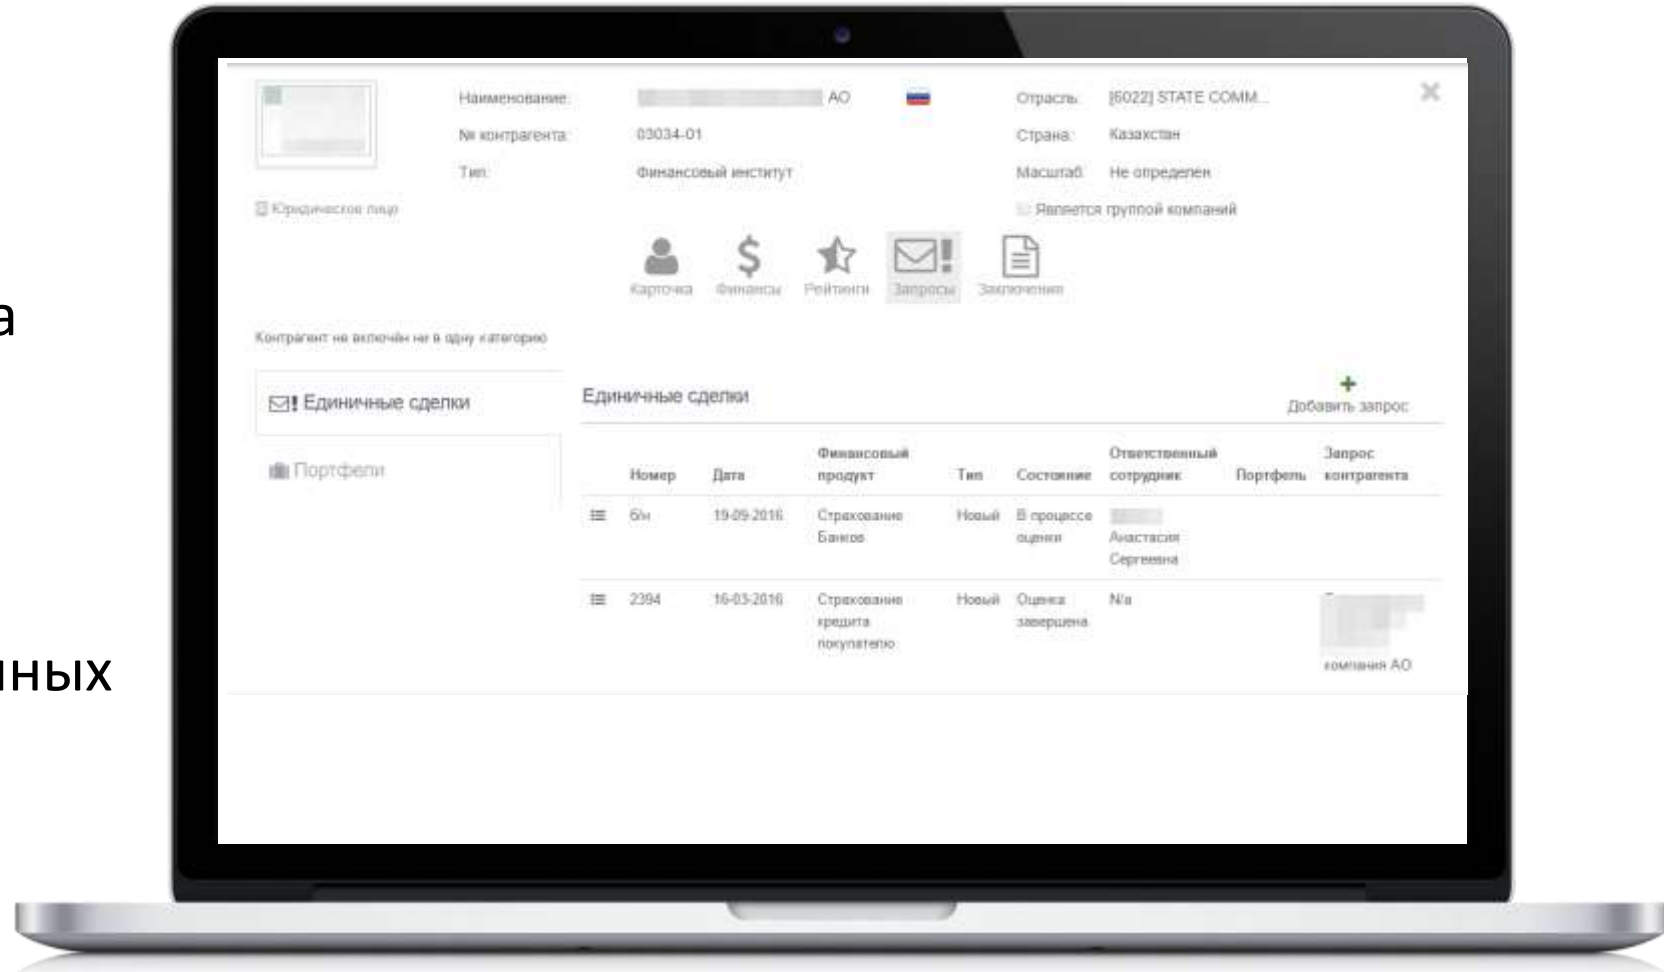 а
нных
Наименование: АО
№ контрагента: 03034-01
Тип: Финансовый институт
Отрасль: [6022] STATE COMM...
Страна: Казахстан
Масштаб: Не определен
Юридическое лицо
Является группой компаний
Карточка Финансы Рейтинги Запросы Заключения
Контрагент не включён ни в одну категорию
Единичные сделки
Портфели
Единичные сделки
Добавить запрос
Номер Дата Финансовый продукт Тип Состояние Ответственный сотрудник Портфель Запрос контрагента
б/н 19-09-2016 Страхование Банков Новый В процессе оценки Анастасия Сергеевна
2394 16-03-2016 Страхование кредита покупателю Новый Оценка завершена N/a компания АО